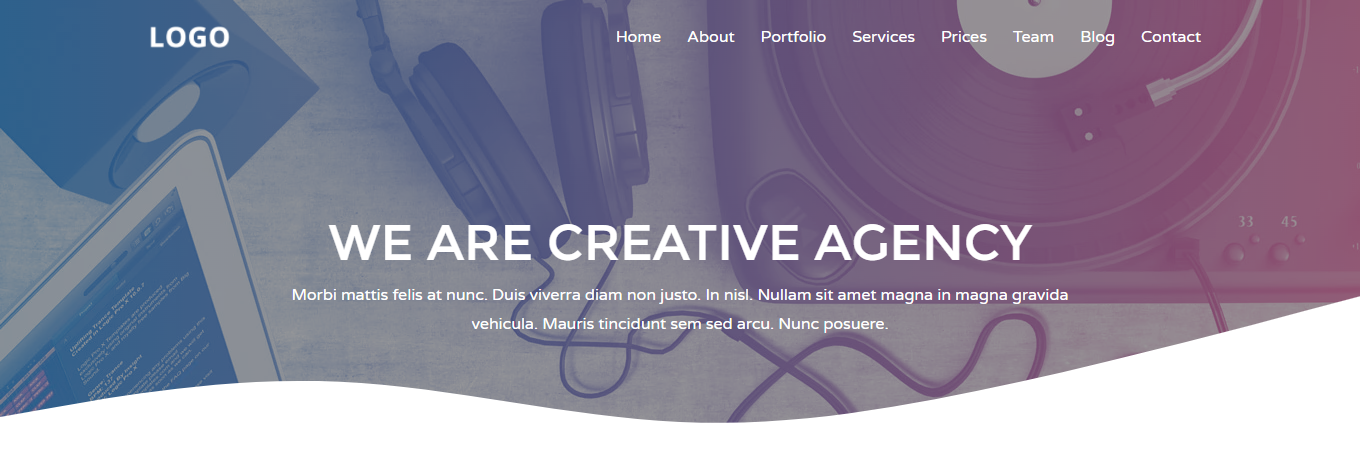 LOGO
Home About Portfolio Services Prices Team Blog Contact
33 45
WE ARE CREATIVE AGENCY
Morbi mattis felis at nunc. Duis viverra diam non justo. In nisl. Nullam sit amet magna in magna gravida
vehicula. Mauris tincidunt sem sed arcu. Nunc posuere.